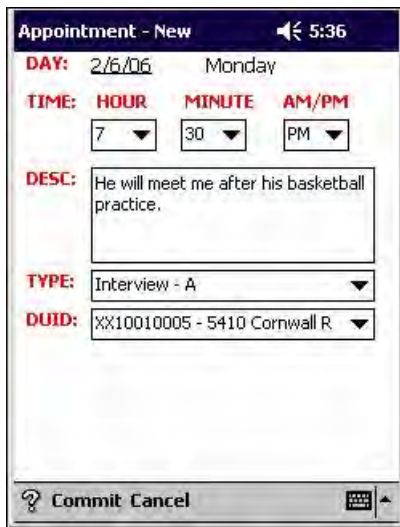 Appointment - New 5:36
DAY: 2/6/06 Monday
TIME: HOUR MINUTE AM/PM
7 30 PM
DESC: He will meet me after his basketball
practice.
TYPE: Interview - A
DUID: XX10010005 - 5410 Cornwall R
? Commit Cancel